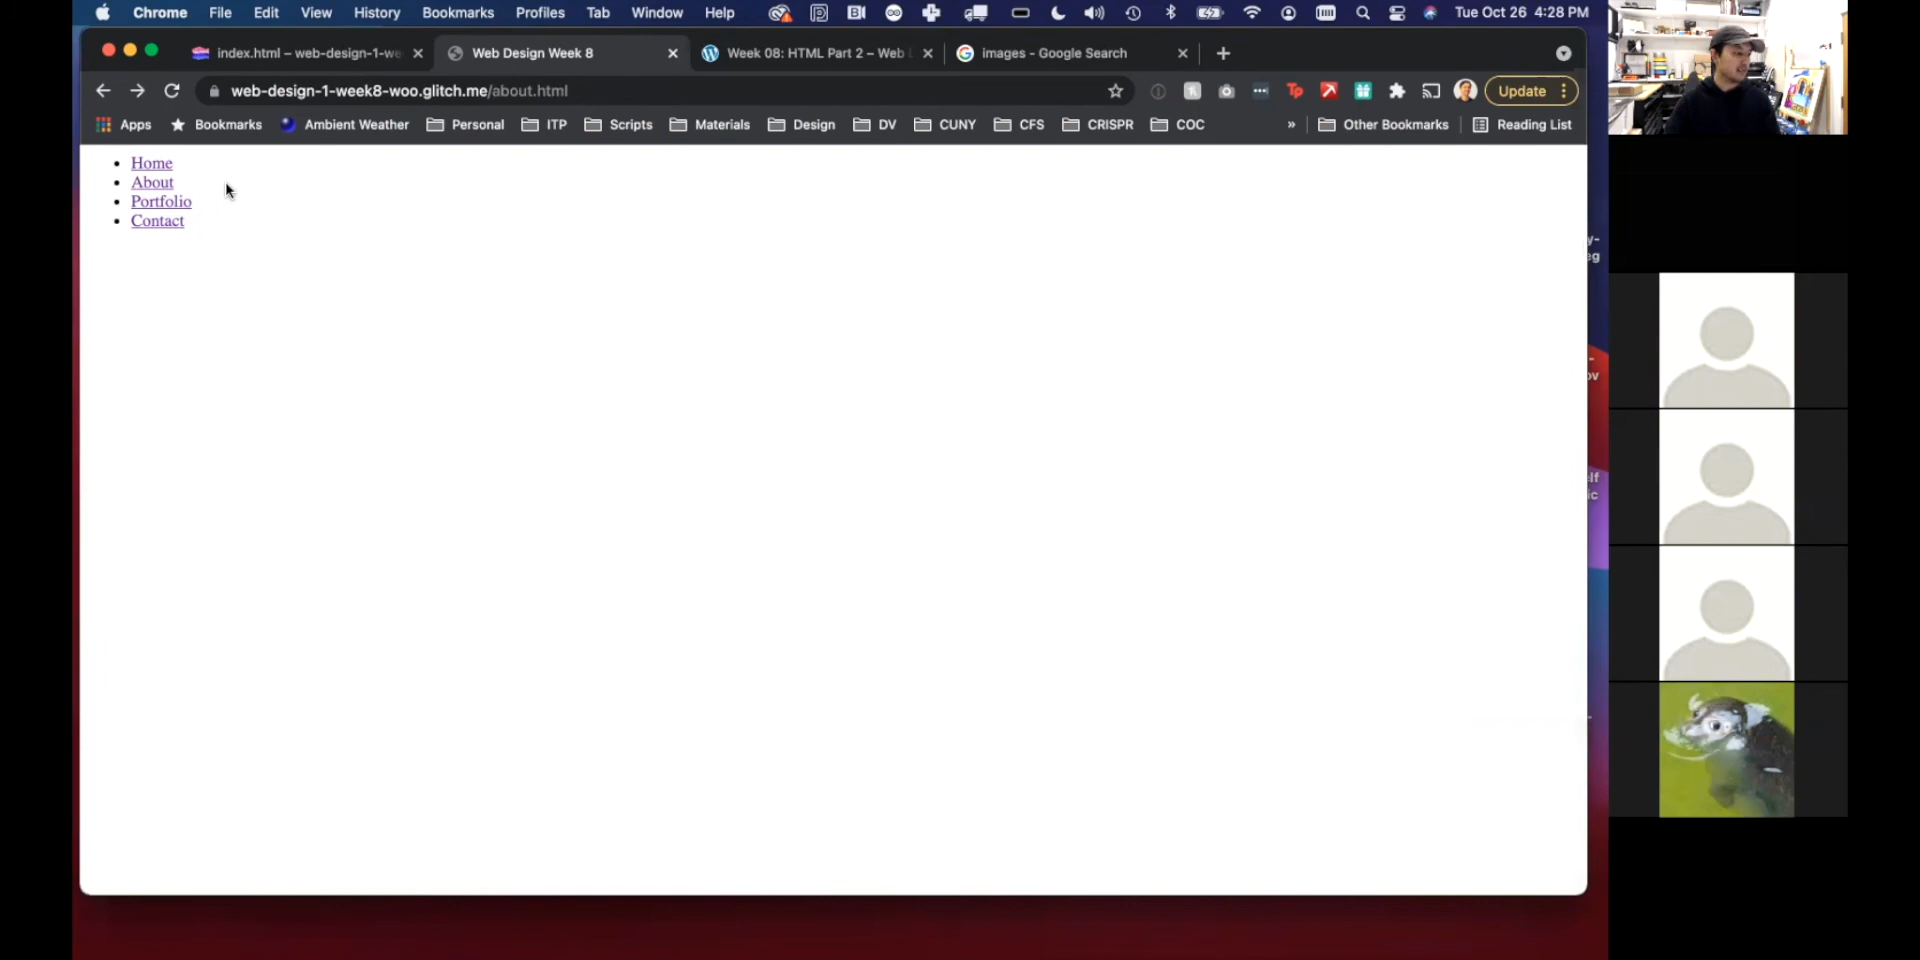 Chrome File Edit View History Bookmarks Profiles Tab Window Help Tue Oct 26 4:28 PM
index.html – web-design-1-we Web Design Week 8 Week 08: HTML Part 2 – Web images - Google Search
web-design-1-week8-woo.glitch.me/about.html Update
Apps Bookmarks Ambient Weather Personal ITP Scripts Materials Design DV CUNY CFS CRISPR COC » Other Bookmarks Reading List
Home
About
Portfolio
Contact